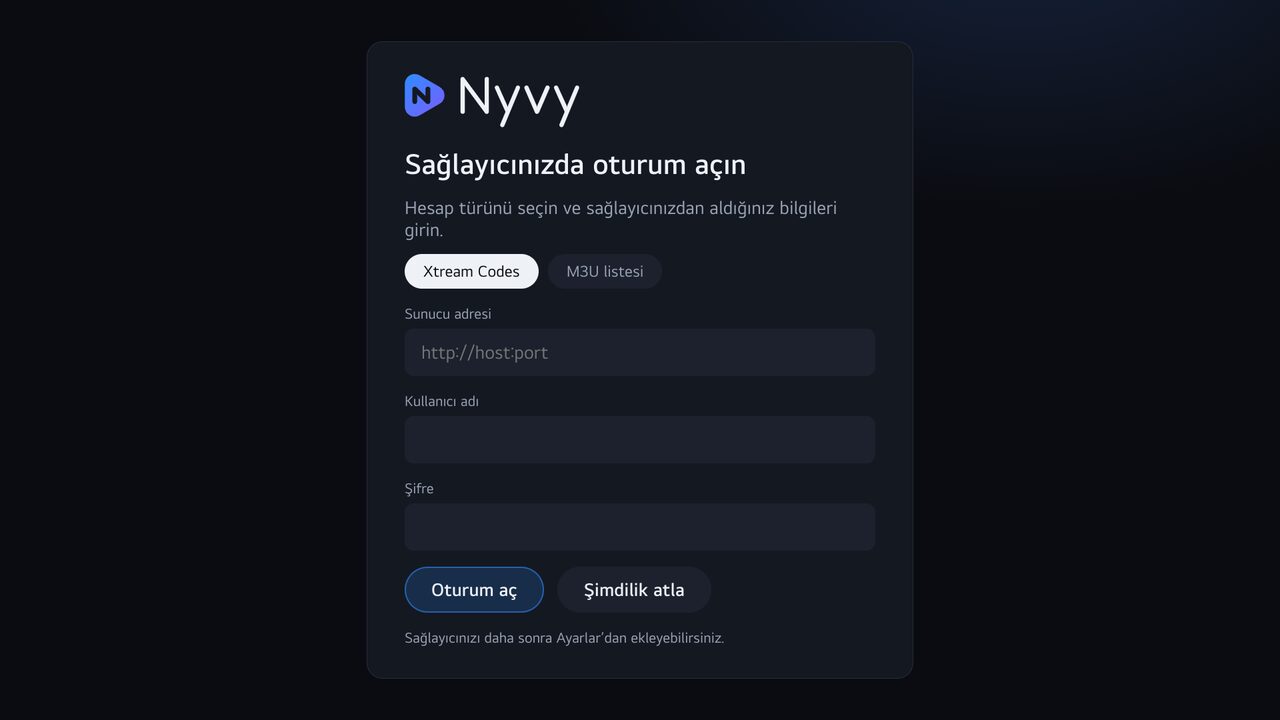 N Nyvy
Sağlayıcınızda oturum açın
Hesap türünü seçin ve sağlayıcınızdan aldığınız bilgileri
girin.
Xtream Codes M3U listesi
Sunucu adresi
http://host:port
Kullanıcı adı
Şifre
Oturum aç Şimdilik atla
Sağlayıcınızı daha sonra Ayarlar'dan ekleyebilirsiniz.